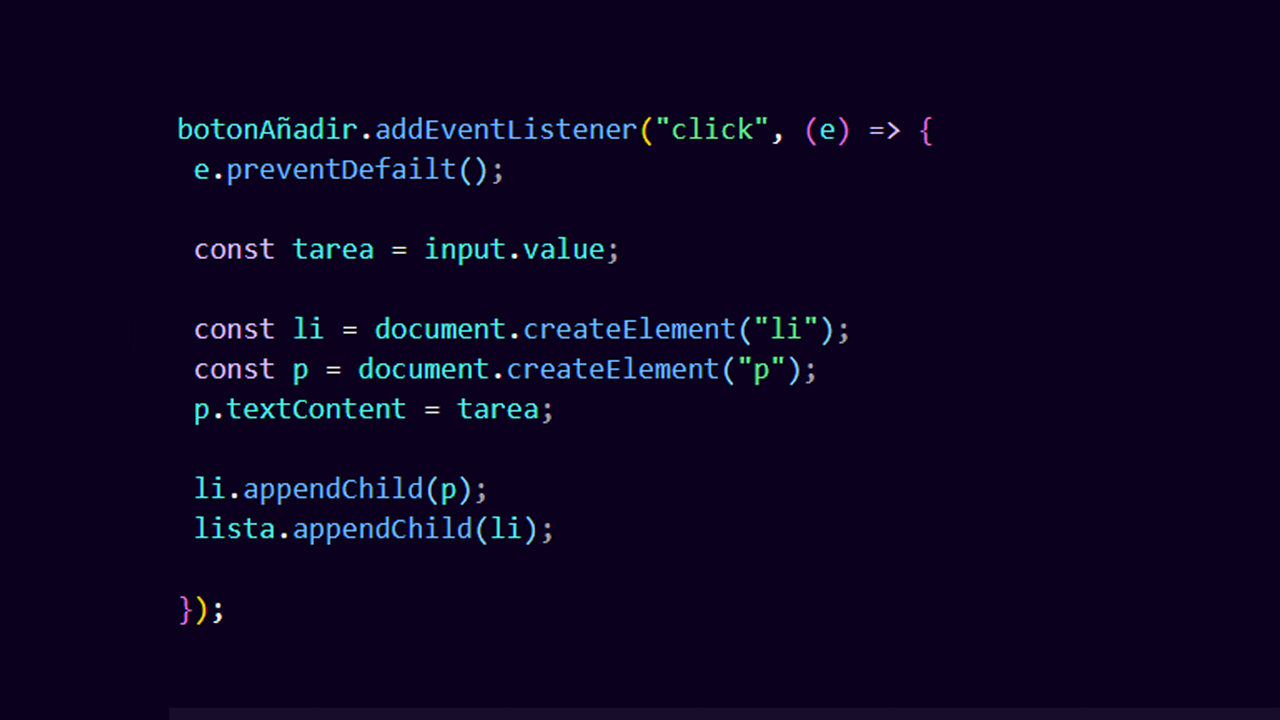 botonAñadir.addEventListener("click", (e) => {
e.preventDefailt();
const tarea = input.value;
const li = document.createElement("li");
const p = document.createElement("p");
p.textContent = tarea;
li.appendChild(p);
lista.appendChild(li);
});